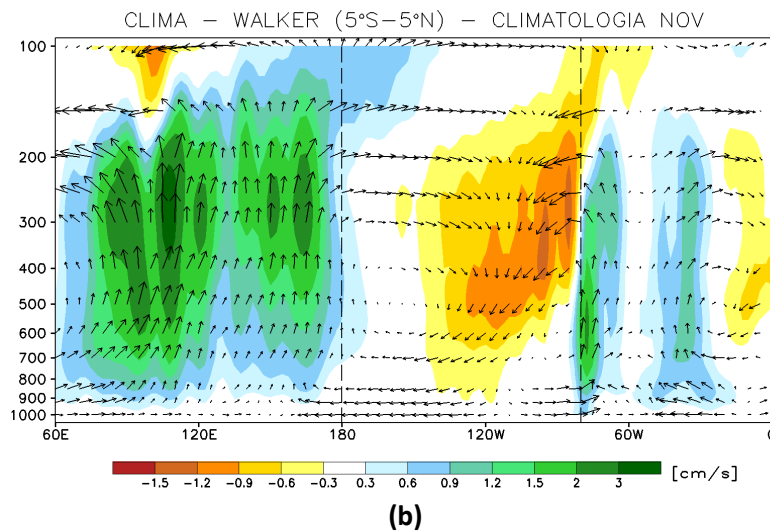 CLIMA — WALKER (5°S—5°N) — CLIMATOLOGIA NOV
100
200
300
400
500
600
700
800
900
1000
60E 120E 180 120W 60W 0
−1.5 −1.2 −0.9 −0.6 −0.3 0.3 0.6 0.9 1.2 1.5 2 3 [cm/s]
(b)